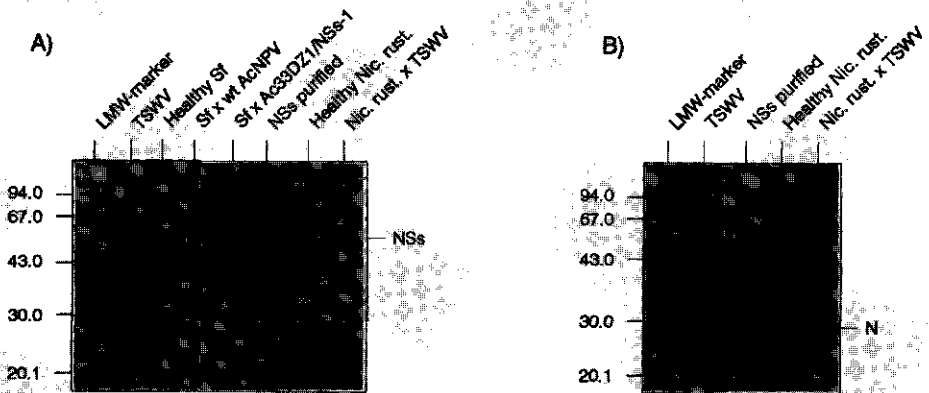 A)
LMW-marker
TSWV
Healthy Sf
Sf x wt AcNPV
Sf x Ac33DZ1/NSs-1
NSs purified
Healthy Nic. rust.
Nic. rust. x TSWV
94.0
67.0
43.0
30.0
20.1
NSs
B)
LMW-marker
TSWV
NSs purified
Healthy Nic. rust.
Nic. rust. x TSWV
94.0
67.0
43.0
30.0
20.1
N